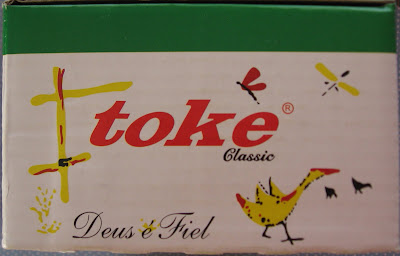 toke®
Classic
Deus é Fiel